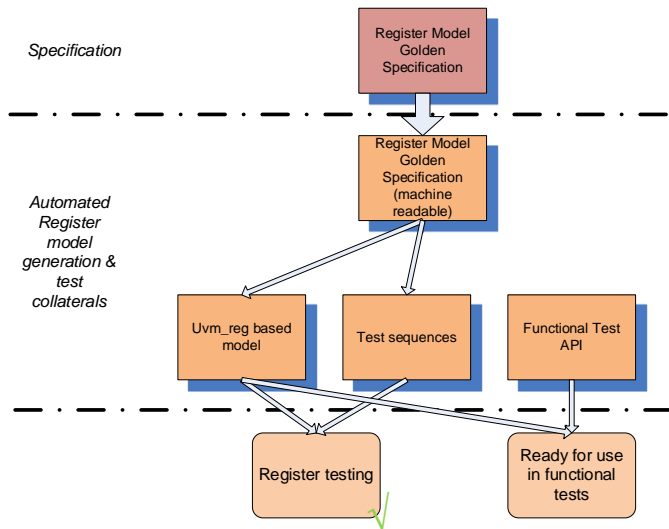 Specification
Register Model
Golden
Specification
Register Model
Golden
Specification
(machine
readable)
Automated
Register
model
generation &
test
collaterals
Uvm_reg based
model
Test sequences
Functional Test
API
Register testing
Ready for use
in functional
tests